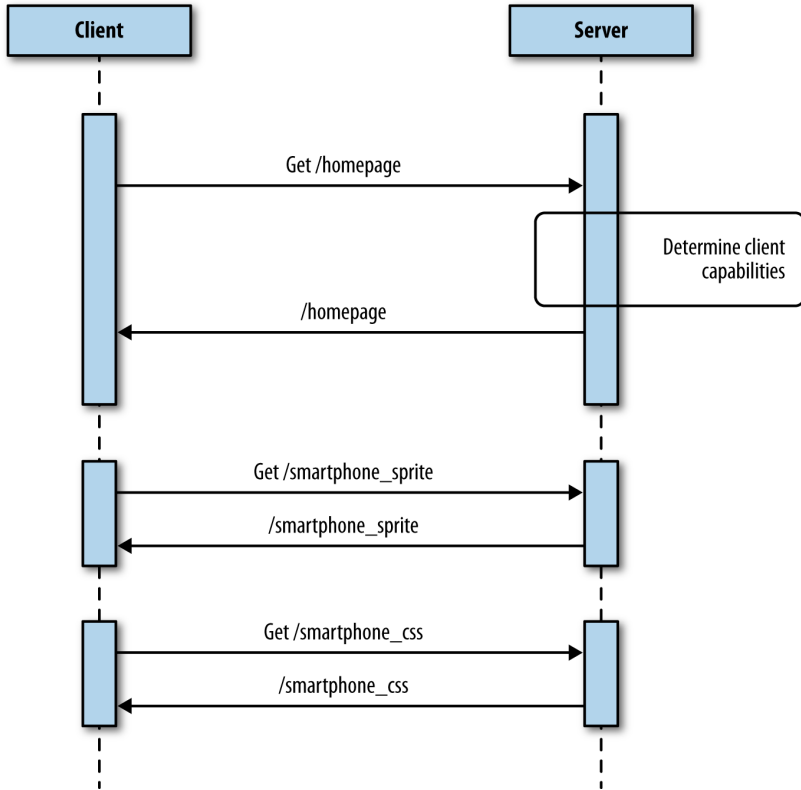 Client
Server
Get /homepage
Determine client
capabilities
/homepage
Get /smartphone_sprite
/smartphone_sprite
Get /smartphone_css
/smartphone_css